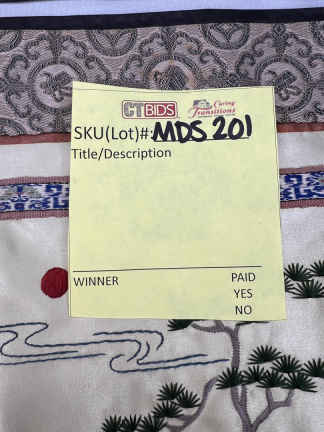 CTBIDS Caring Transitions
SKU(Lot)#: MDS 201
Title/Description
WINNER PAID
YES
NO